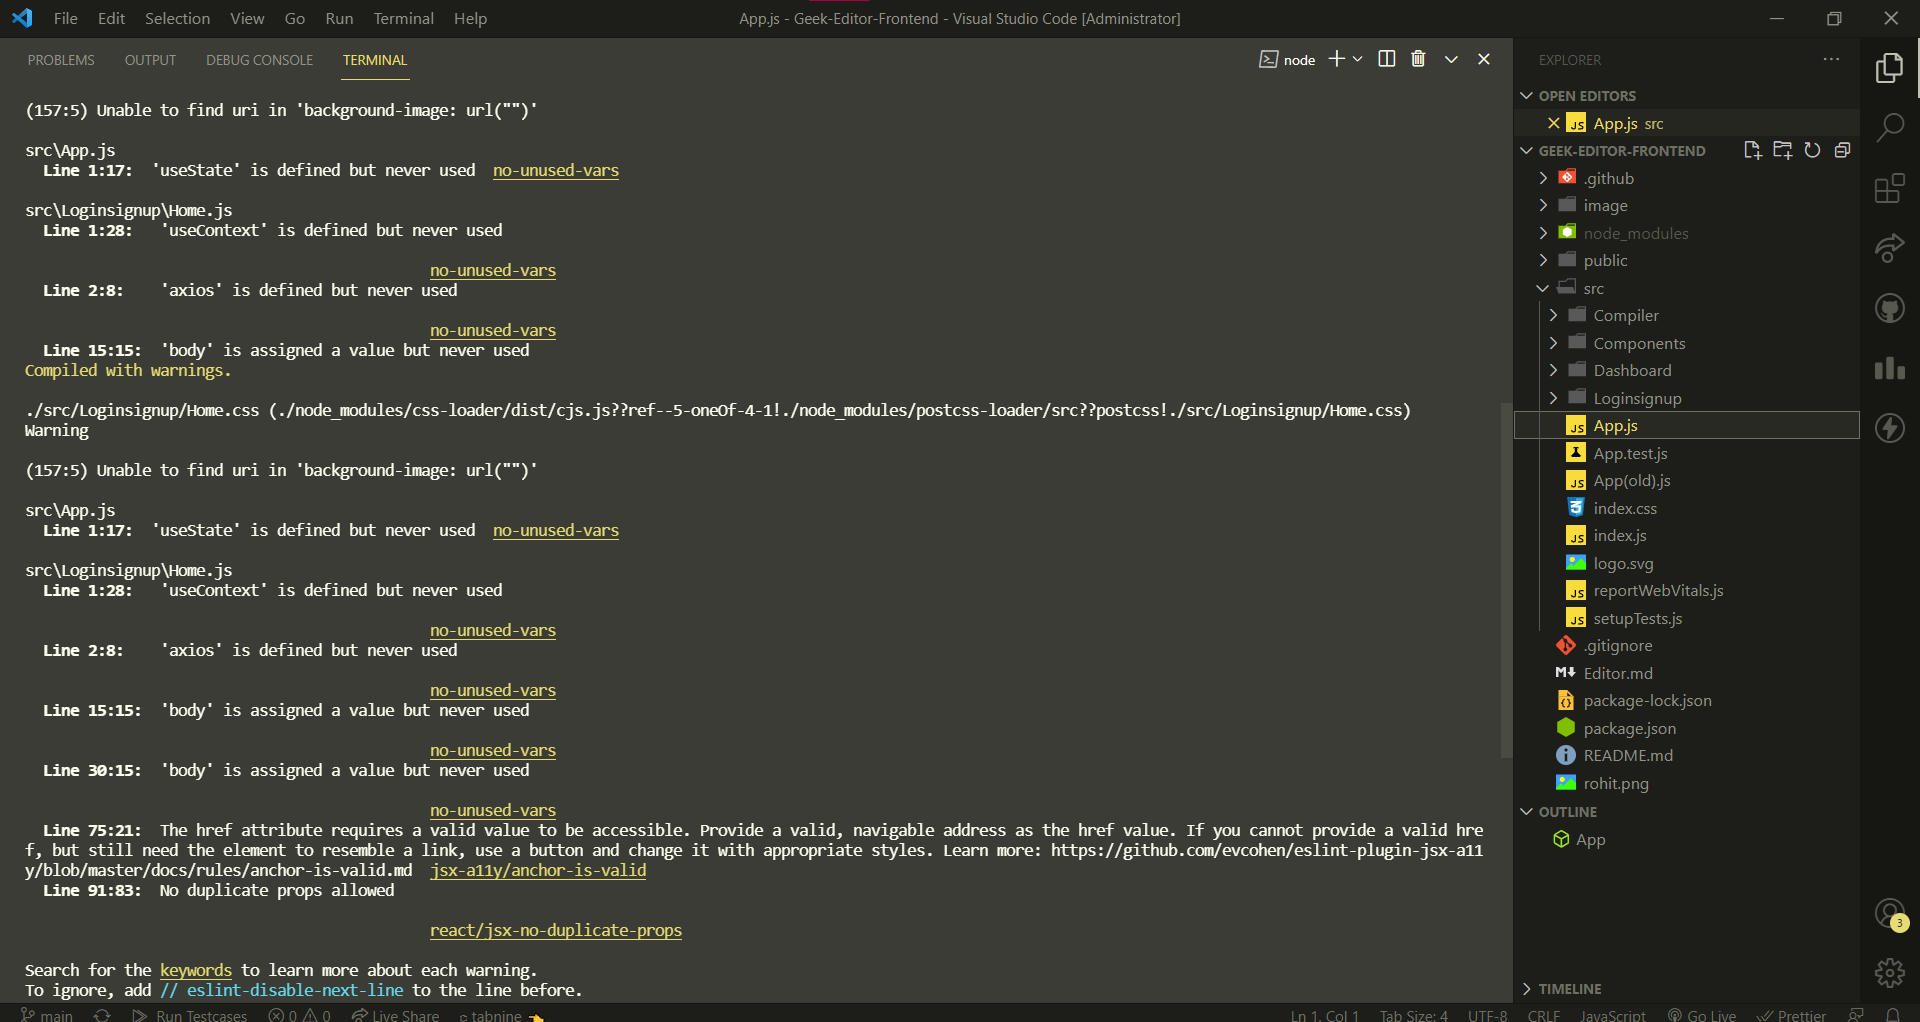 File Edit Selection View Go Run Terminal Help
App.js - Geek-Editor-Frontend - Visual Studio Code [Administrator]
PROBLEMS OUTPUT DEBUG CONSOLE TERMINAL
node
(157:5) Unable to find uri in 'background-image: url("")'
src\App.js
Line 1:17: 'useState' is defined but never used no-unused-vars
src\Loginsignup\Home.js
Line 1:28: 'useContext' is defined but never used
no-unused-vars
Line 2:8: 'axios' is defined but never used
no-unused-vars
Line 15:15: 'body' is assigned a value but never used
Compiled with warnings.
./src/Loginsignup/Home.css (./node_modules/css-loader/dist/cjs.js??ref--5-oneOf-4-1!./node_modules/postcss-loader/src??postcss!./src/Loginsignup/Home.css)
Warning
(157:5) Unable to find uri in 'background-image: url("")'
src\App.js
Line 1:17: 'useState' is defined but never used no-unused-vars
src\Loginsignup\Home.js
Line 1:28: 'useContext' is defined but never used
no-unused-vars
Line 2:8: 'axios' is defined but never used
no-unused-vars
Line 15:15: 'body' is assigned a value but never used
no-unused-vars
Line 30:15: 'body' is assigned a value but never used
no-unused-vars
Line 75:21: The href attribute requires a valid value to be accessible. Provide a valid, navigable address as the href value. If you cannot provide a valid hre
f, but still need the element to resemble a link, use a button and change it with appropriate styles. Learn more: https://github.com/evcohen/eslint-plugin-jsx-a11
y/blob/master/docs/rules/anchor-is-valid.md jsx-a11y/anchor-is-valid
Line 91:83: No duplicate props allowed
react/jsx-no-duplicate-props
Search for the keywords to learn more about each warning.
To ignore, add // eslint-disable-next-line to the line before.
EXPLORER
OPEN EDITORS
JS App.js src
GEEK-EDITOR-FRONTEND
.github
image
node_modules
public
src
Compiler
Components
Dashboard
Loginsignup
JS App.js
App.test.js
JS App(old).js
index.css
JS index.js
logo.svg
JS reportWebVitals.js
JS setupTests.js
.gitignore
M Editor.md
package-lock.json
package.json
README.md
rohit.png
OUTLINE
App
TIMELINE
3
main Run Testcases 0 0 Live Share tabnine Ln 1, Col 1 Tab Size: 4 UTF-8 CRLF JavaScript Go Live Prettier